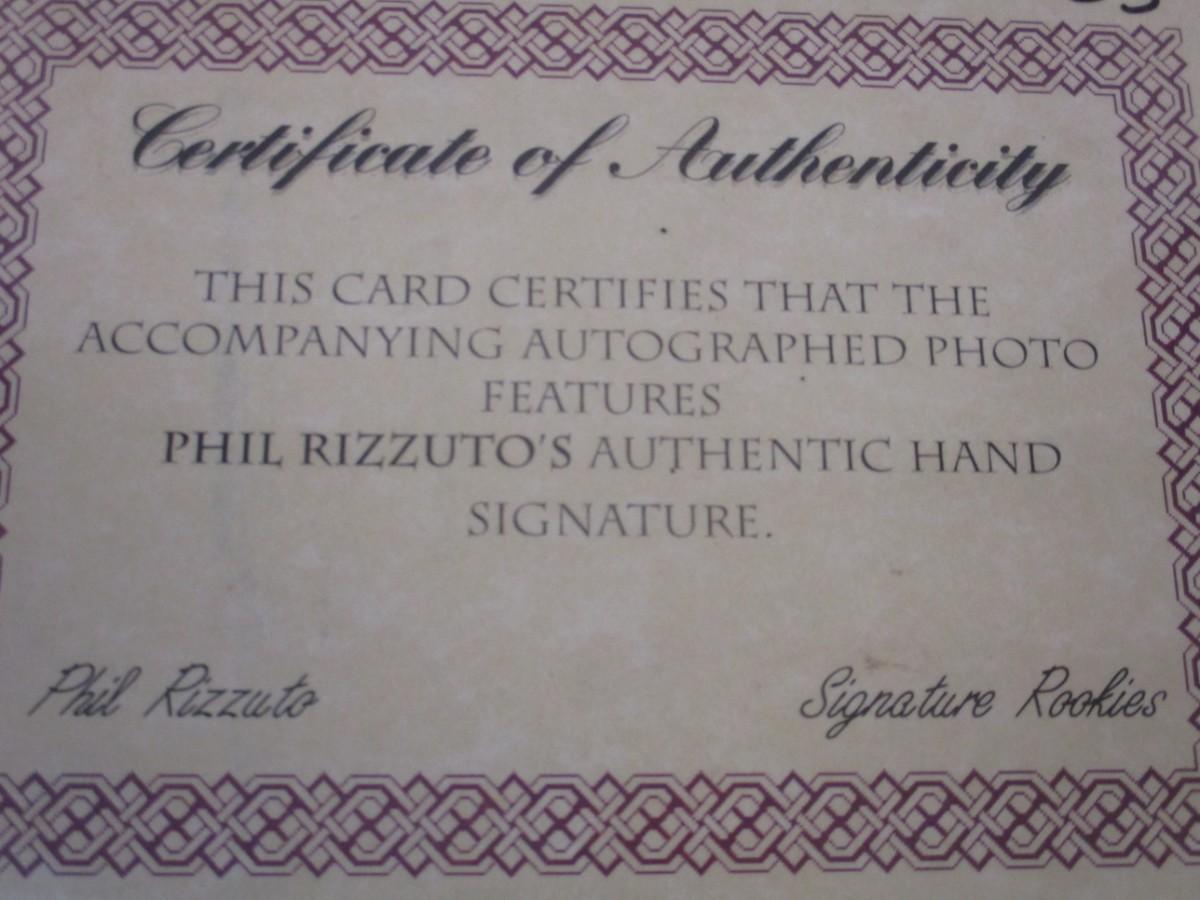 Certificate of Authenticity
THIS CARD CERTIFIES THAT THE
ACCOMPANYING AUTOGRAPHED PHOTO
FEATURES
PHIL RIZZUTO'S AUTHENTIC HAND
SIGNATURE.
Phil Rizzuto
Signature Rookies